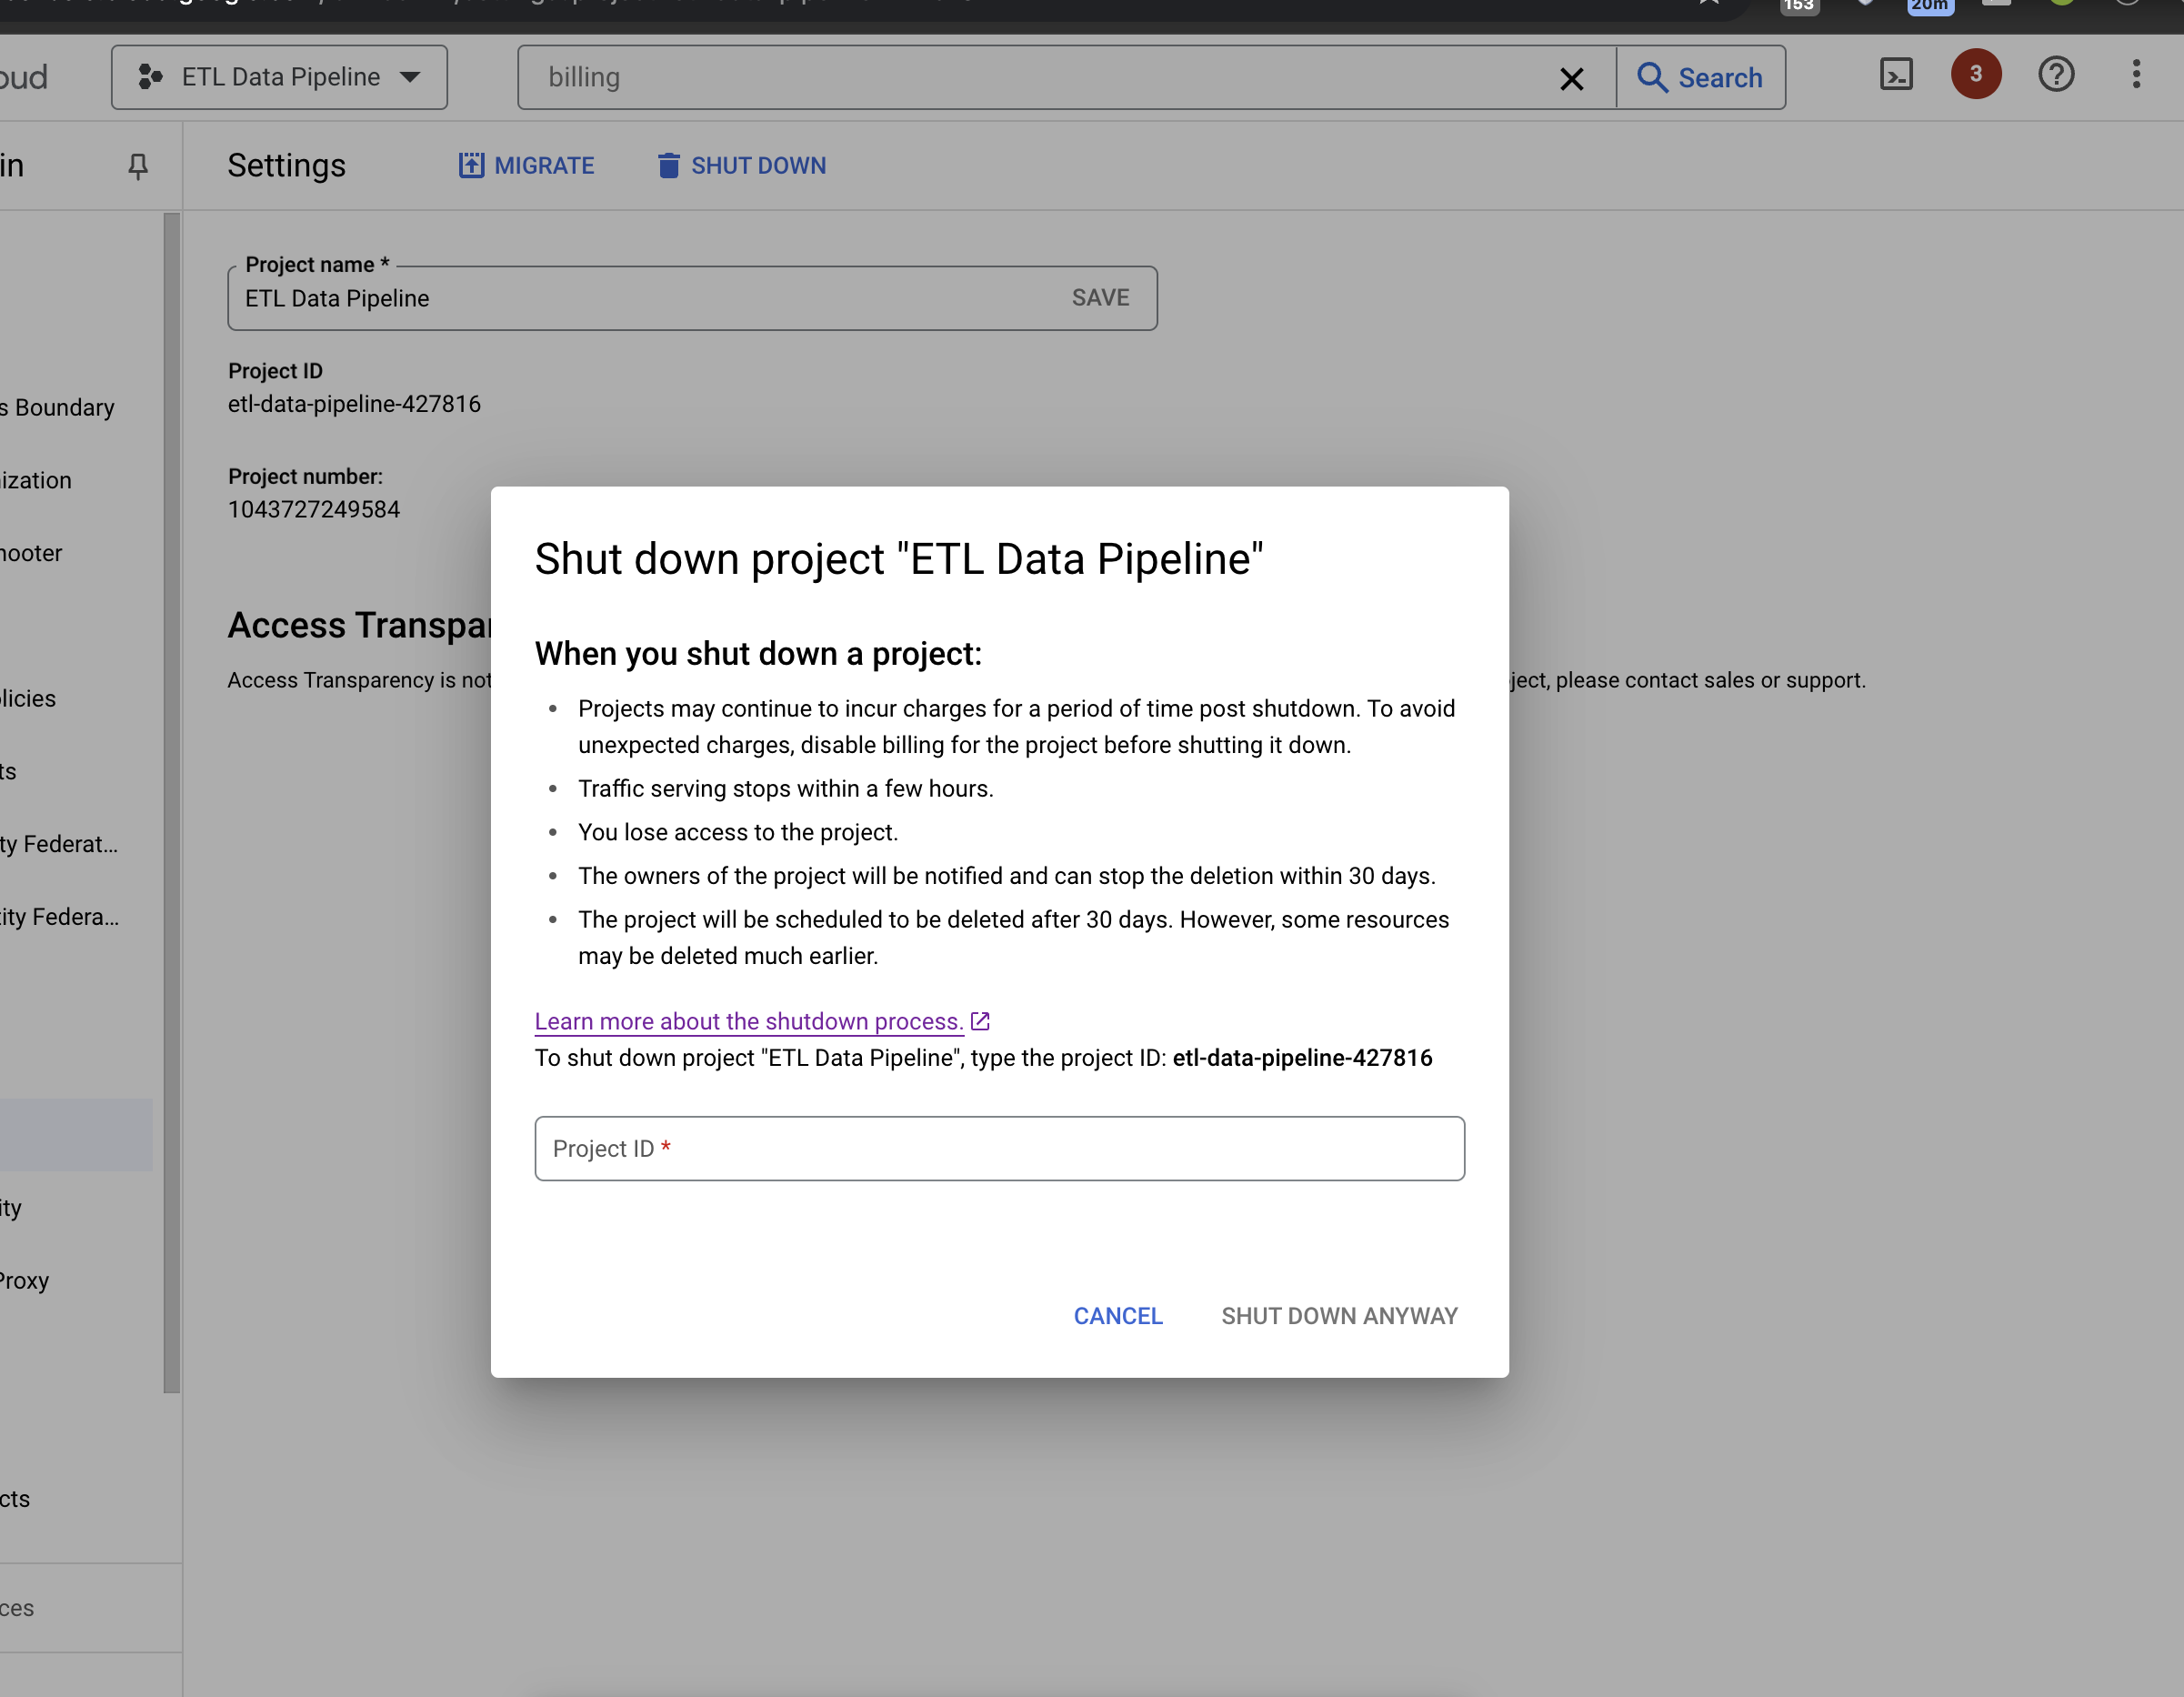 153
20m
oud
ETL Data Pipeline
billing
Search
3
in
Settings
MIGRATE
SHUT DOWN
Project name *
ETL Data Pipeline
SAVE
Project ID
etl-data-pipeline-427816
s Boundary
ization
Project number:
1043727249584
hooter
Access Transpar
Access Transparency is not
ject, please contact sales or support.
licies
ts
ty Federat...
ity Federa...
ity
Proxy
cts
ces
Shut down project "ETL Data Pipeline"
When you shut down a project:
• Projects may continue to incur charges for a period of time post shutdown. To avoid
unexpected charges, disable billing for the project before shutting it down.
• Traffic serving stops within a few hours.
• You lose access to the project.
• The owners of the project will be notified and can stop the deletion within 30 days.
• The project will be scheduled to be deleted after 30 days. However, some resources
may be deleted much earlier.
Learn more about the shutdown process.
To shut down project "ETL Data Pipeline", type the project ID: etl-data-pipeline-427816
Project ID *
CANCEL
SHUT DOWN ANYWAY